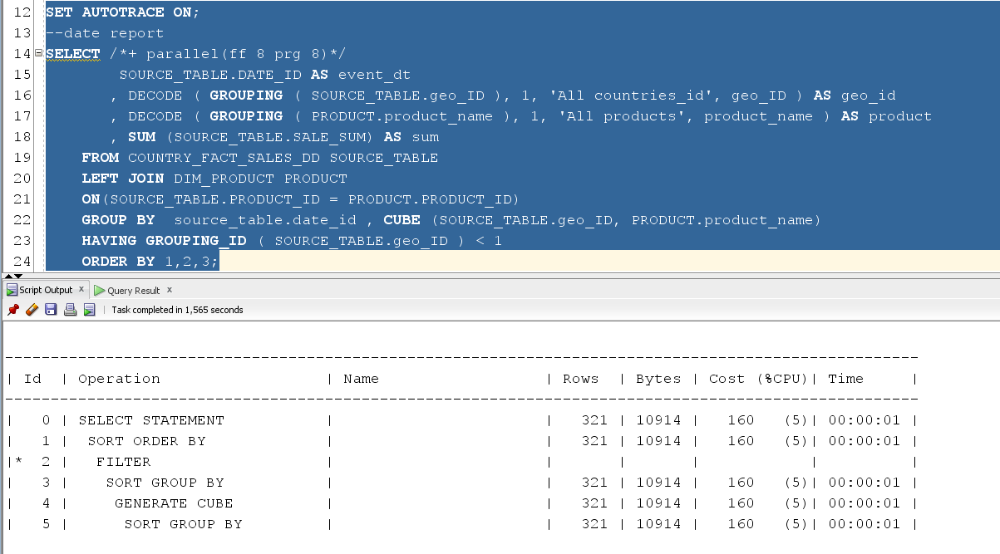 12 SET AUTOTRACE ON;
13 --date report
14 SELECT /*+ parallel(ff 8 prg 8)*/
15 SOURCE_TABLE.DATE_ID AS event_dt
16 , DECODE ( GROUPING ( SOURCE_TABLE.geo_ID ), 1, 'All countries_id', geo_ID ) AS geo_id
17 , DECODE ( GROUPING ( PRODUCT.product_name ), 1, 'All products', product_name ) AS product
18 , SUM (SOURCE_TABLE.SALE_SUM) AS sum
19 FROM COUNTRY_FACT_SALES_DD SOURCE_TABLE
20 LEFT JOIN DIM_PRODUCT PRODUCT
21 ON(SOURCE_TABLE.PRODUCT_ID = PRODUCT.PRODUCT_ID)
22 GROUP BY source_table.date_id , CUBE (SOURCE_TABLE.geo_ID, PRODUCT.product_name)
23 HAVING GROUPING_ID ( SOURCE_TABLE.geo_ID ) < 1
24 ORDER BY 1,2,3;
Script Output x Query Result x
Task completed in 1,565 seconds
--------------------------------------------------------------------------------------------------
| Id | Operation | Name | Rows | Bytes | Cost (%CPU)| Time |
--------------------------------------------------------------------------------------------------
| 0 | SELECT STATEMENT | | 321 | 10914 | 160 (5)| 00:00:01 |
| 1 | SORT ORDER BY | | 321 | 10914 | 160 (5)| 00:00:01 |
|* 2 | FILTER | | | | | |
| 3 | SORT GROUP BY | | 321 | 10914 | 160 (5)| 00:00:01 |
| 4 | GENERATE CUBE | | 321 | 10914 | 160 (5)| 00:00:01 |
| 5 | SORT GROUP BY | | 321 | 10914 | 160 (5)| 00:00:01 |